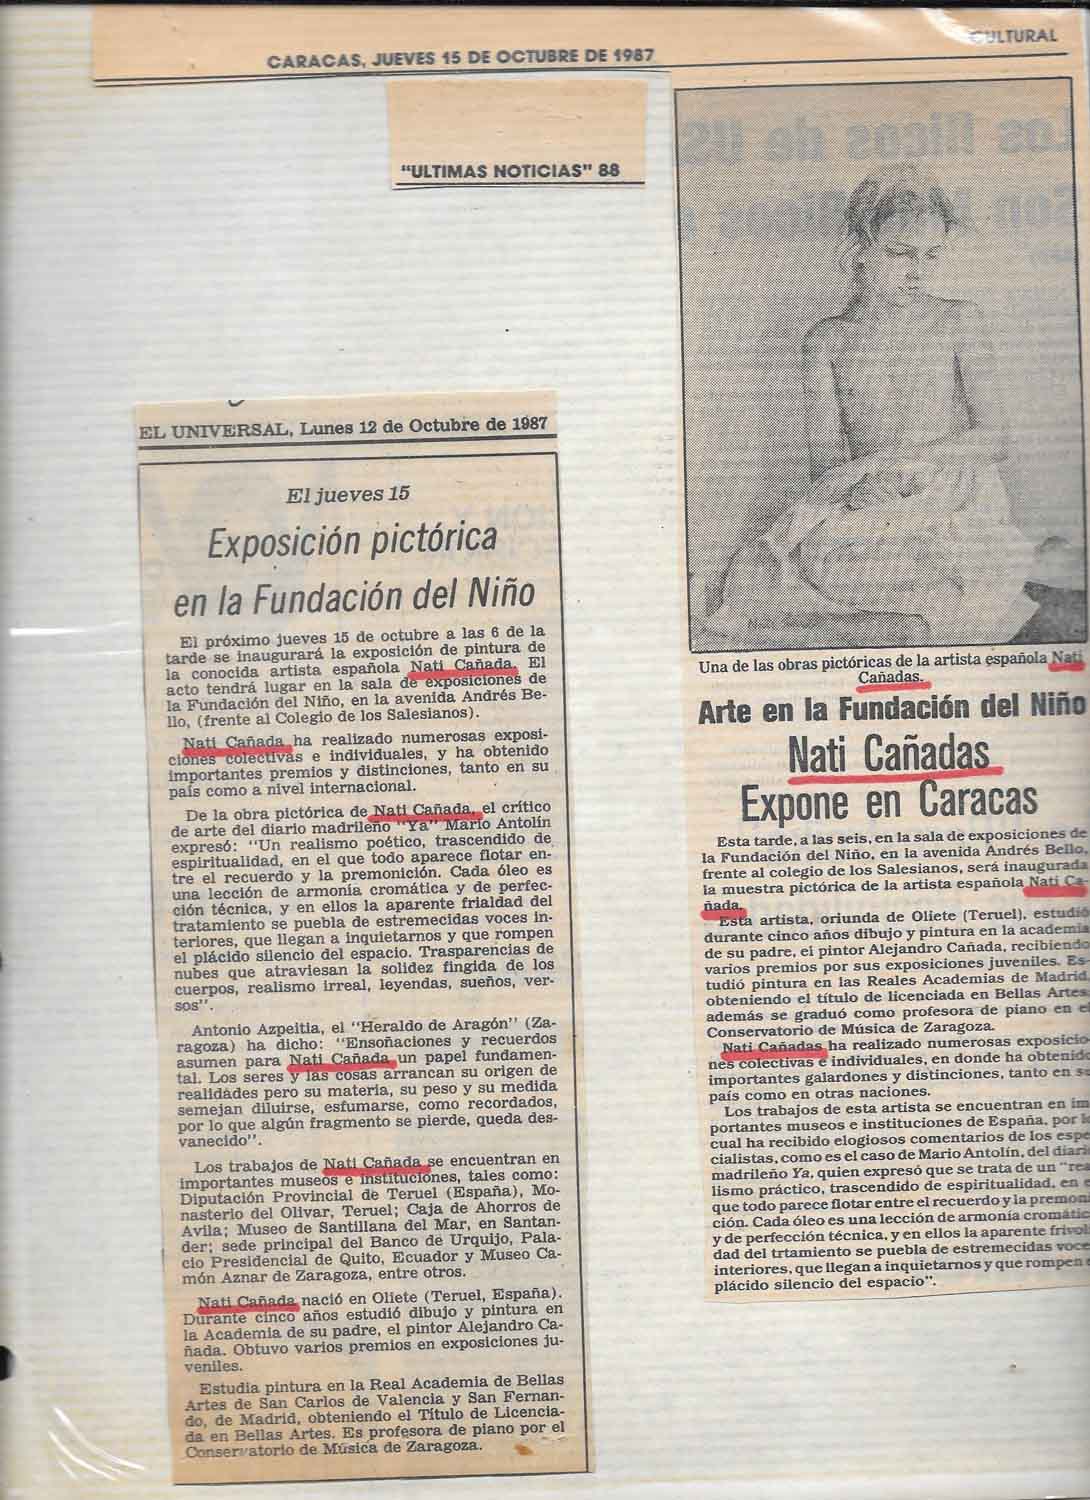 CULTURAL
CARACAS, JUEVES 15 DE OCTUBRE DE 1987
"ULTIMAS NOTICIAS" 88
EL UNIVERSAL, Lunes 12 de Octubre de 1987
El jueves 15
Exposición pictórica
en la Fundación del Niño
El próximo jueves 15 de octubre a las 6 de la
tarde se inaugurará la exposición de pintura de
la conocida artista española Nati Cañada. El
acto tendrá lugar en la sala de exposiciones de
la Fundación del Niño, en la avenida Andrés Be-
llo, (frente al Colegio de los Salesianos).
Nati Cañada ha realizado numerosas exposi-
ciones colectivas e individuales, y ha obtenido
importantes premios y distinciones, tanto en su
país como a nivel internacional.
De la obra pictórica de Nati Cañada, el crítico
de arte del diario madrileño "Ya" Mario Antolín
expresó: "Un realismo poético, trascendido de
espiritualidad, en el que todo aparece flotar en-
tre el recuerdo y la premonición. Cada óleo es
una lección de armonía cromática y de perfec-
ción técnica, y en ellos la aparente frialdad del
tratamiento se puebla de estremecidas voces in-
teriores, que llegan a inquietarnos y que rompen
el plácido silencio del espacio. Trasparencias de
nubes que atraviesan la solidez fingida de los
cuerpos, realismo irreal, leyendas, sueños, ver-
sos".
Antonio Azpeitia, el "Heraldo de Aragón" (Za-
ragoza) ha dicho: "Ensoñaciones y recuerdos
asumen para Nati Cañada un papel fundamen-
tal. Los seres y las cosas arrancan su origen de
realidades pero su materia, su peso y su medida
semejan diluirse, esfumarse, como recordados,
por lo que algún fragmento se pierde, queda des-
vanecido".
Los trabajos de Nati Cañada se encuentran en
importantes museos e instituciones, tales como:
Diputación Provincial de Teruel (España), Mo-
nasterio del Olivar, Teruel; Caja de Ahorros de
Avila; Museo de Santillana del Mar, en Santan-
der; sede principal del Banco de Urquijo, Pala-
cio Presidencial de Quito, Ecuador y Museo Ca-
món Aznar de Zaragoza, entre otros.
Nati Cañada nació en Oliete (Teruel, España).
Durante cinco años estudió dibujo y pintura en
la Academia de su padre, el pintor Alejandro Ca-
ñada. Obtuvo varios premios en exposiciones ju-
veniles.
Estudia pintura en la Real Academia de Bellas
Artes de San Carlos de Valencia y San Fernan-
do, de Madrid, obteniendo el Título de Licencia-
da en Bellas Artes. Es profesora de piano por el
Conservatorio de Música de Zaragoza.
Una de las obras pictóricas de la artista española Nati
Cañadas.
Arte en la Fundación del Niño
Nati Cañadas
Expone en Caracas
Esta tarde, a las seis, en la sala de exposiciones de
la Fundación del Niño, en la avenida Andrés Bello,
frente al colegio de los Salesianos, será inaugurada
la muestra pictórica de la artista española Nati Ca-
ñada.
Esta artista, oriunda de Oliete (Teruel), estudió
durante cinco años dibujo y pintura en la academia
de su padre, el pintor Alejandro Cañada, recibiendo
varios premios por sus exposiciones juveniles. Es-
tudió pintura en las Reales Academias de Madrid,
obteniendo el título de licenciada en Bellas Artes,
además se graduó como profesora de piano en el
Conservatorio de Música de Zaragoza.
Nati Cañadas ha realizado numerosas exposicio-
nes colectivas e individuales, en donde ha obtenido
importantes galardones y distinciones, tanto en su
país como en otras naciones.
Los trabajos de esta artista se encuentran en im
portantes museos e instituciones de España, por lo
cual ha recibido elogiosos comentarios de los espe
cialistas, como es el caso de Mario Antolín, del diari
madrileño Ya, quien expresó que se trata de un "rea
lismo práctico, trascendido de espiritualidad, en e
que todo parece flotar entre el recuerdo y la premon
ción. Cada óleo es una lección de armonía cromátic
y de perfección técnica, y en ellos la aparente frivol
dad del trtamiento se puebla de estremecidas voce
interiores, que llegan a inquietarnos y que rompen e
plácido silencio del espacio".